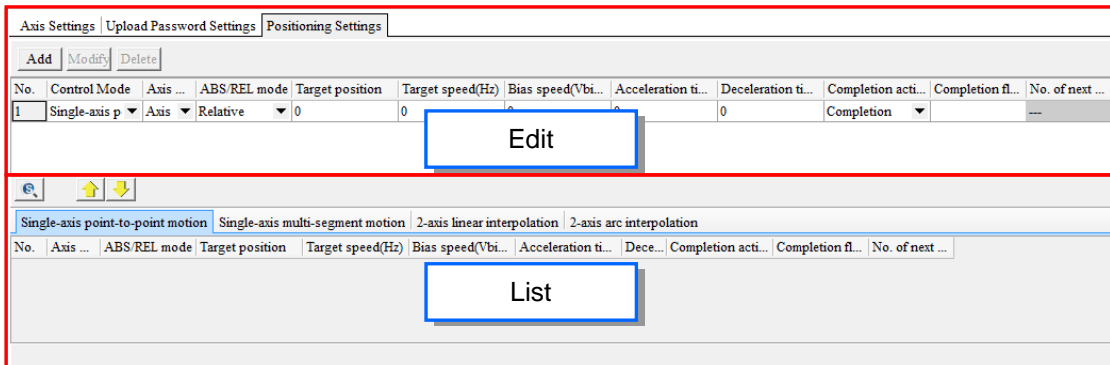 Axis Settings Upload Password Settings Positioning Settings
Add Modify Delete
No. Control Mode Axis ... ABS/REL mode Target position Target speed(Hz) Bias speed(Vbi... Acceleration ti... Deceleration ti... Completion acti... Completion fl... No. of next ...
1 Single-axis p Axis Relative 0 0 0 Completion ---
Edit
Single-axis point-to-point motion Single-axis multi-segment motion 2-axis linear interpolation 2-axis arc interpolation
No. Axis ... ABS/REL mode Target position Target speed(Hz) Bias speed(Vbi... Acceleration ti... Dece... Completion acti... Completion fl... No. of next ...
List